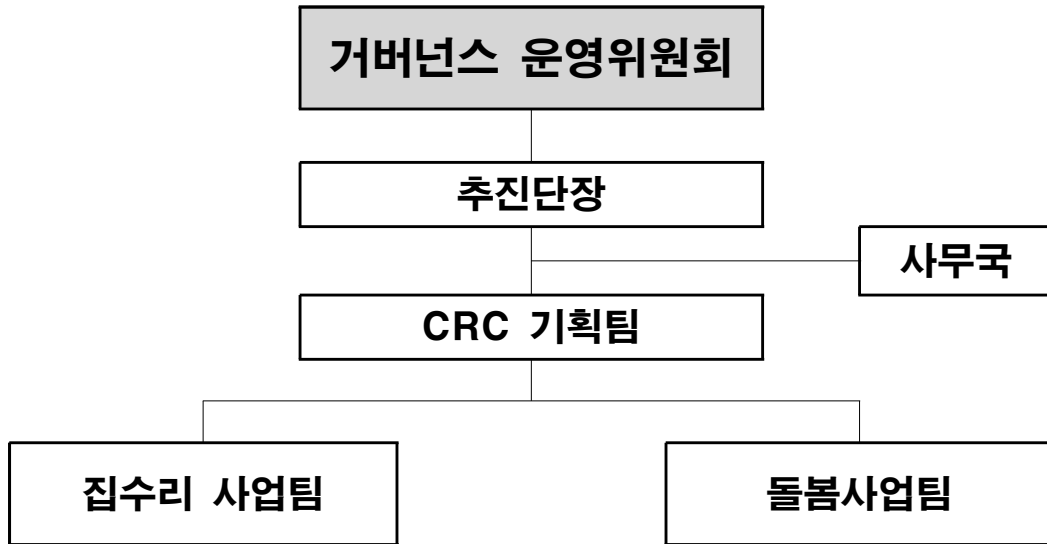 거버넌스 운영위원회
추진단장
사무국
CRC 기획팀
집수리 사업팀
돌봄사업팀